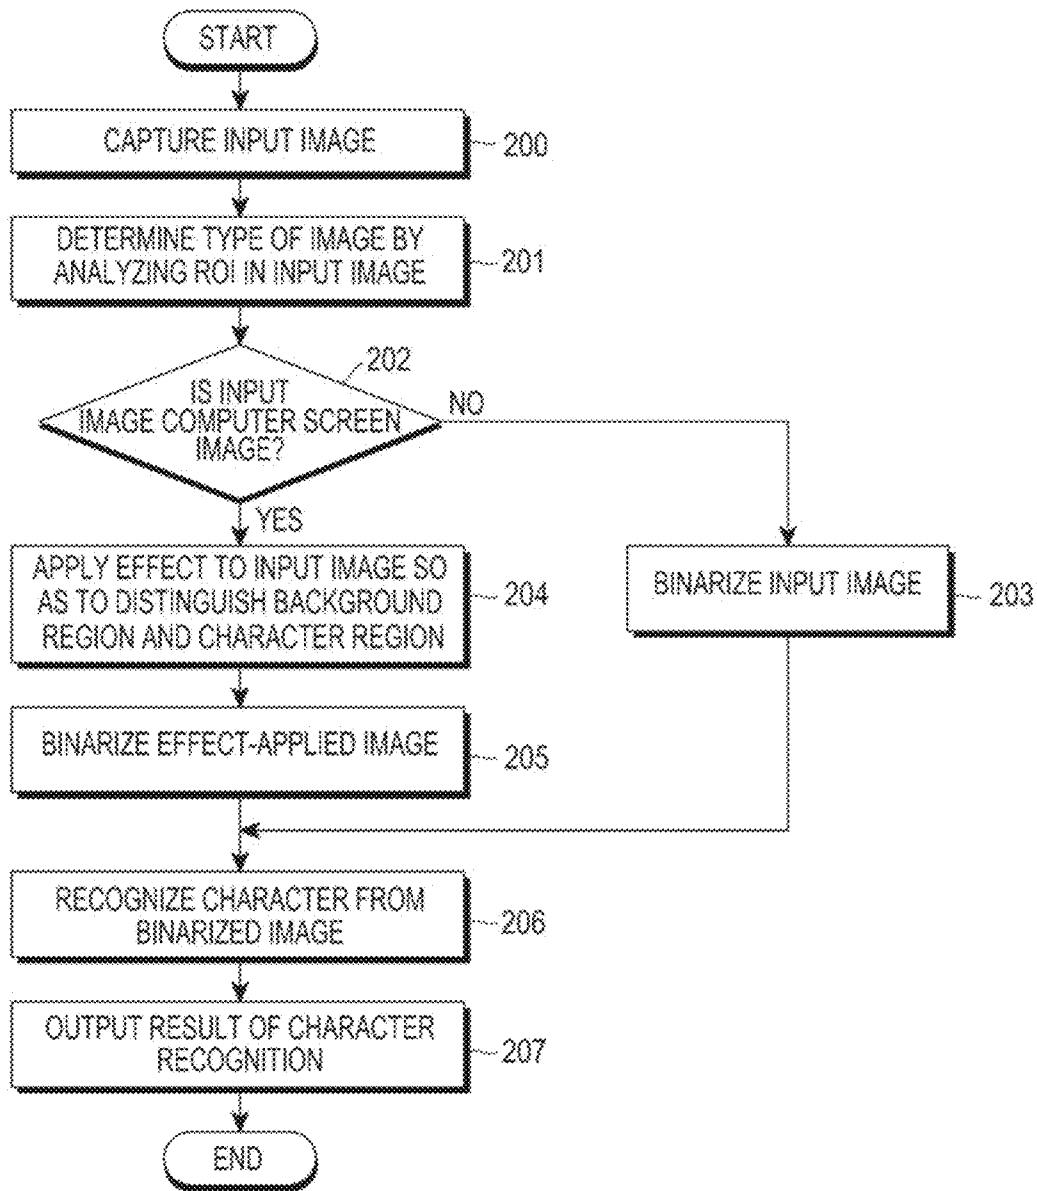 START
CAPTURE INPUT IMAGE
200
DETERMINE TYPE OF IMAGE BY
ANALYZING ROI IN INPUT IMAGE
201
202
IS INPUT
IMAGE COMPUTER SCREEN
IMAGE?
NO
YES
APPLY EFFECT TO INPUT IMAGE SO
AS TO DISTINGUISH BACKGROUND
REGION AND CHARACTER REGION
204
BINARIZE INPUT IMAGE
203
BINARIZE EFFECT-APPLIED IMAGE
205
RECOGNIZE CHARACTER FROM
BINARIZED IMAGE
206
OUTPUT RESULT OF CHARACTER
RECOGNITION
207
END